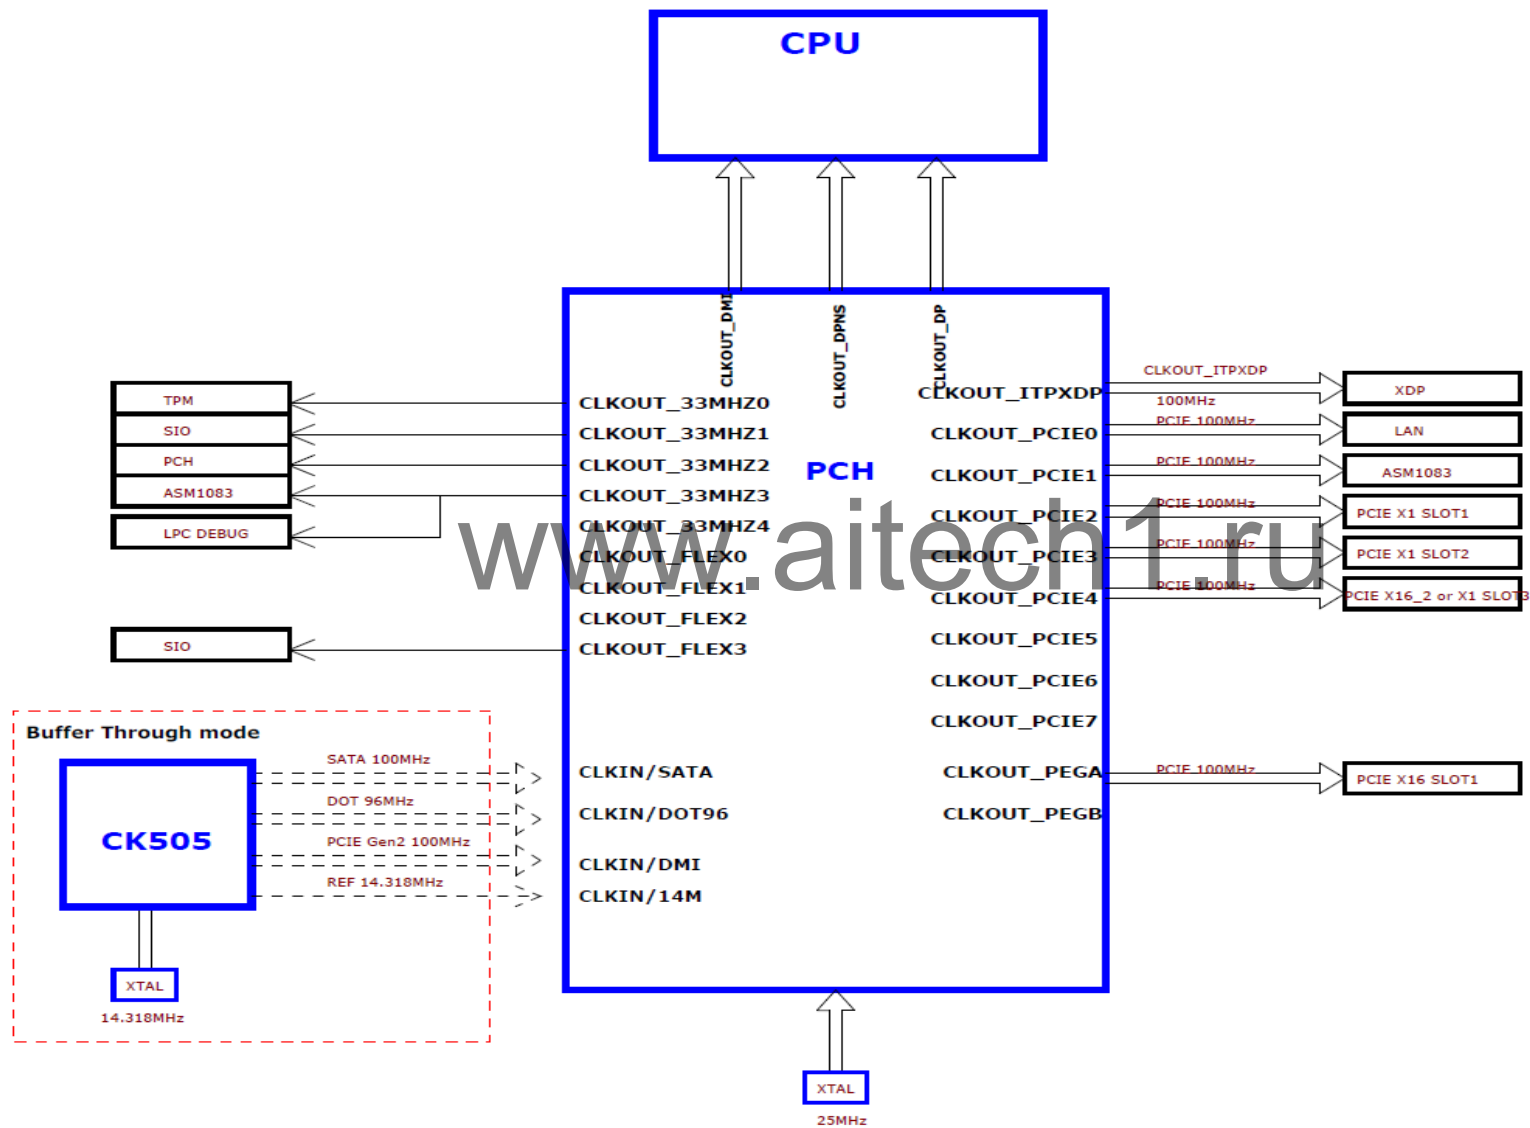 CPU
CLKOUT_DMI
CLKOUT_DPNS
CLKOUT_DP
PCH
TPM
SIO
PCH
ASM1083
LPC DEBUG
SIO
CLKOUT_33MHZ0
CLKOUT_33MHZ1
CLKOUT_33MHZ2
CLKOUT_33MHZ3
CLKOUT_33MHZ4
CLKOUT_FLEX0
CLKOUT_FLEX1
CLKOUT_FLEX2
CLKOUT_FLEX3
CLKIN/SATA
CLKIN/DOT96
CLKIN/DMI
CLKIN/14M
CLKOUT_ITPXDP
CLKOUT_PCIE0
CLKOUT_PCIE1
CLKOUT_PCIE2
CLKOUT_PCIE3
CLKOUT_PCIE4
CLKOUT_PCIE5
CLKOUT_PCIE6
CLKOUT_PCIE7
CLKOUT_PEGA
CLKOUT_PEGB
CLKOUT_ITPXDP
100MHz
PCIE 100MHz
PCIE 100MHz
PCIE 100MHz
PCIE 100MHz
PCIE 100MHz
PCIE 100MHz
XDP
LAN
ASM1083
PCIE X1 SLOT1
PCIE X1 SLOT2
PCIE X16_2 or X1 SLOT3
PCIE X16 SLOT1
www.aitech1.ru
Buffer Through mode
CK505
SATA 100MHz
DOT 96MHz
PCIE Gen2 100MHz
REF 14.318MHz
XTAL
14.318MHz
XTAL
25MHz